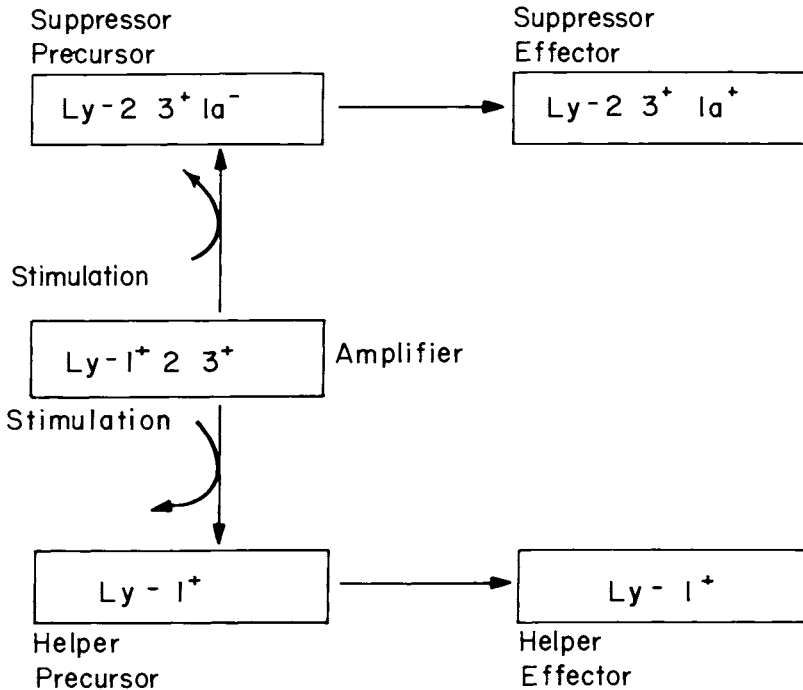 Suppressor
Precursor
Ly-2 3⁺ Ia⁻
Suppressor
Effector
Ly-2 3⁺ Ia⁺
Stimulation
Ly-1⁺ 2 3⁺
Amplifier
Stimulation
Ly-1⁺
Helper
Precursor
Ly-1⁺
Helper
Effector